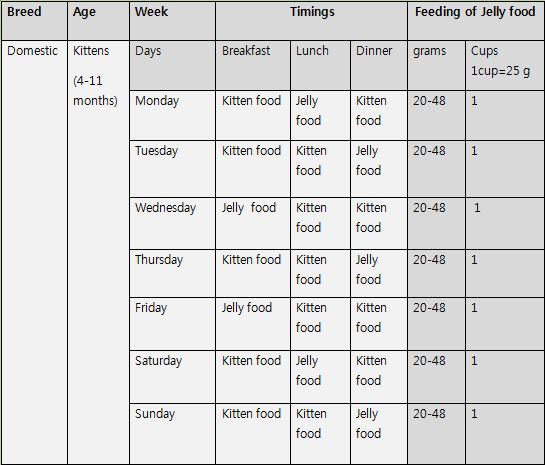 Breed Age Week Timings Feeding of Jelly food
Domestic Kittens (4-11 months) Days Breakfast Lunch Dinner grams Cups 1cup=25 g
Monday Kitten food Jelly food Kitten food 20-48 1
Tuesday Kitten food Kitten food Jelly food 20-48 1
Wednesday Jelly food Kitten food Kitten food 20-48 1
Thursday Kitten food Kitten food Jelly food 20-48 1
Friday Jelly food Kitten food Kitten food 20-48 1
Saturday Kitten food Jelly food Kitten food 20-48 1
Sunday Kitten food Kitten food Jelly food 20-48 1